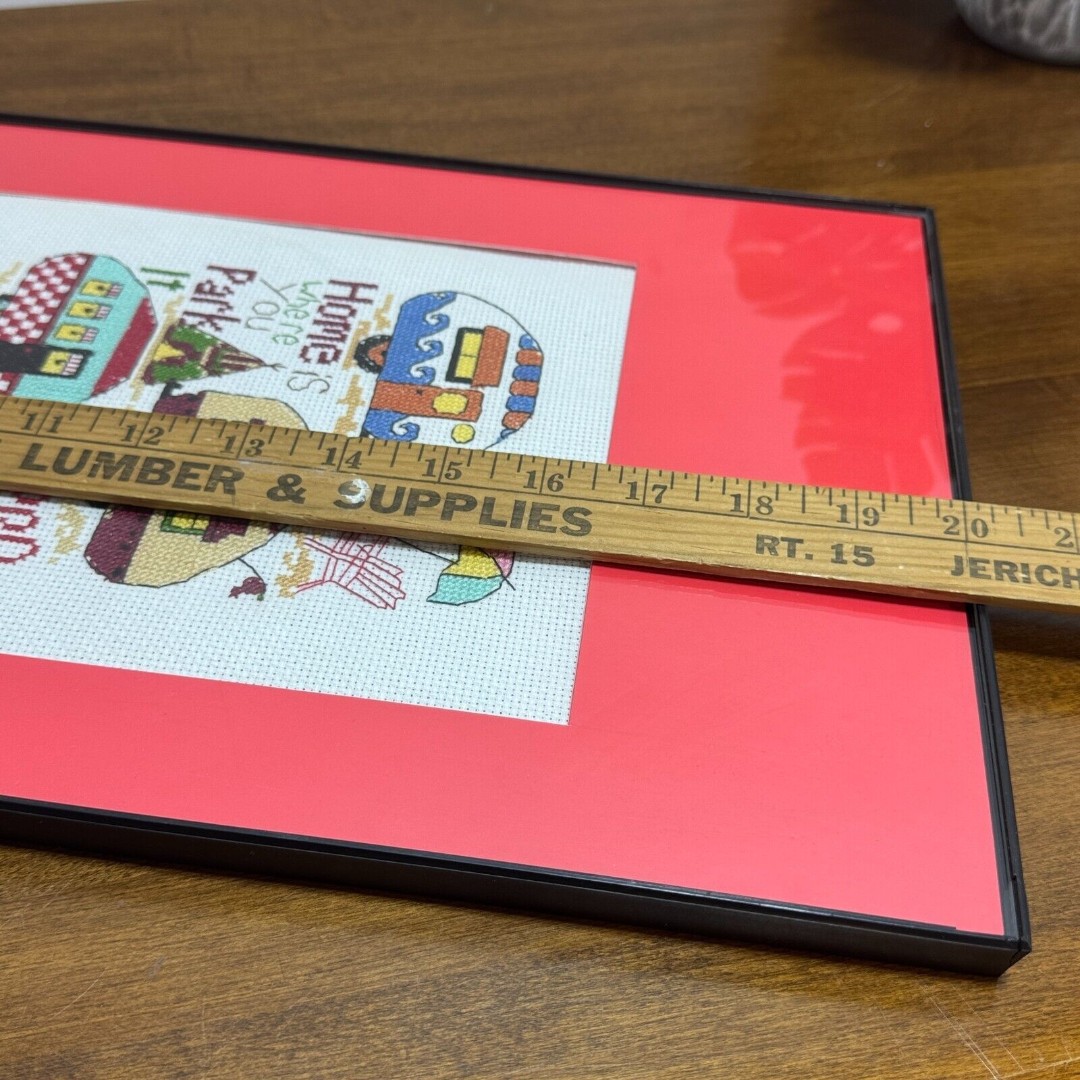 Home is
where
you
Park
It
11 12 13 14 15 16 17 18 19 20 2
LUMBER & SUPPLIES RT. 15 JERICH